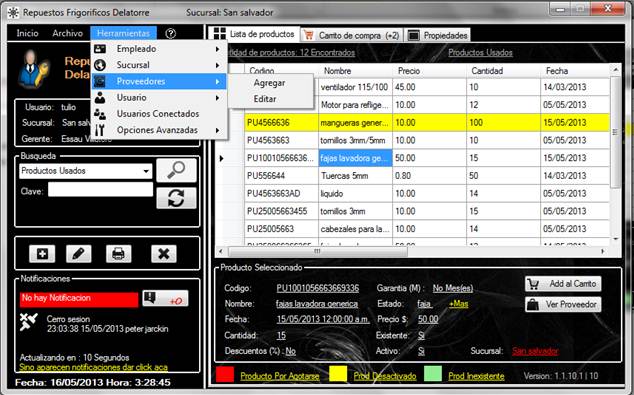 Repuestos Frigorificos Delatorre Sucursal: San salvador
Inicio Archivo Herramientas
Lista de productos Carrito de compra (+2) Propiedades
Empleado
Sucursal
Proveedores
Usuario
Usuarios Conectados
Opciones Avanzadas
Agregar
Editar
Repu
Dela
idad de productos: 12 Encontrados Productos Usados
Codigo Nombre Precio Cantidad Fecha
ventilador 115/100 45.00 10 14/03/2013
Motor para reflige... 10.00 12 05/05/2013
PU4566636 mangueras gener... 10.00 100 15/05/2013
PU4563663 tornillos 3mm/5mm 10.00 10 05/05/2013
PU10010566636... fajas lavadora ge... 50.00 15 15/05/2013
PU556644 Tuercas 5mm 0.80 50 14/03/2013
PU4563663AD liquido 10.00 14 05/05/2013
PU25005663455 tornillos 3mm 10.00 15 05/05/2013
PU25005663 cabezales para la... 10.00 14 05/05/2013
Usuario: tulio
Sucursal: San salv
Gerente: Essau
Busqueda
Productos Usados
Clave:
Notificaciones
No hay Notificacion
+0
Cerro sesion
23:03:38 15/05/2013 peter jarckin
Actualizando en : 10 Segundos
Sino aparecen notificaciones dar click aca
Fecha: 16/05/2013 Hora: 3:28:45
Producto Seleccionado
Codigo: PU1001056663669336 Garantia (M) : No Mes(es)
Nombre: fajas lavadora generica Estado: faja +Mas
Fecha: 15/05/2013 12:00:00 a.m. Precio $: 50.00
Cantidad: 15 Existente: Si
Descuentos (%) : No Activo: Si Sucursal: San salvador
Add al Carrito
Ver Proveedor
Producto Por Agotarse Prod Desactivado Prod Inexistente Version: 1.1.10.1 | 10